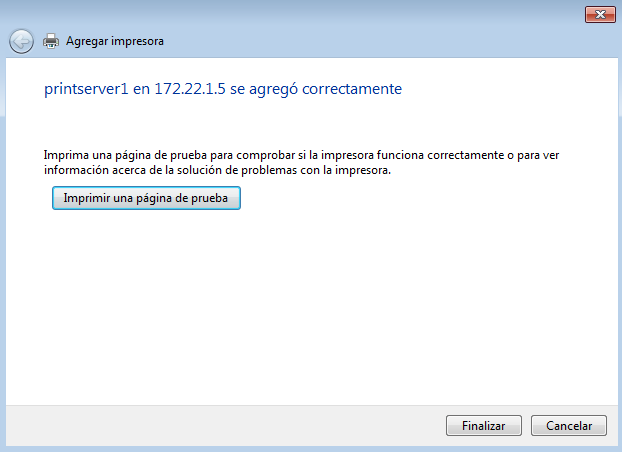 Agregar impresora
printserver1 en 172.22.1.5 se agregó correctamente
Imprima una página de prueba para comprobar si la impresora funciona correctamente o para ver
información acerca de la solución de problemas con la impresora.
Imprimir una página de prueba
Finalizar
Cancelar